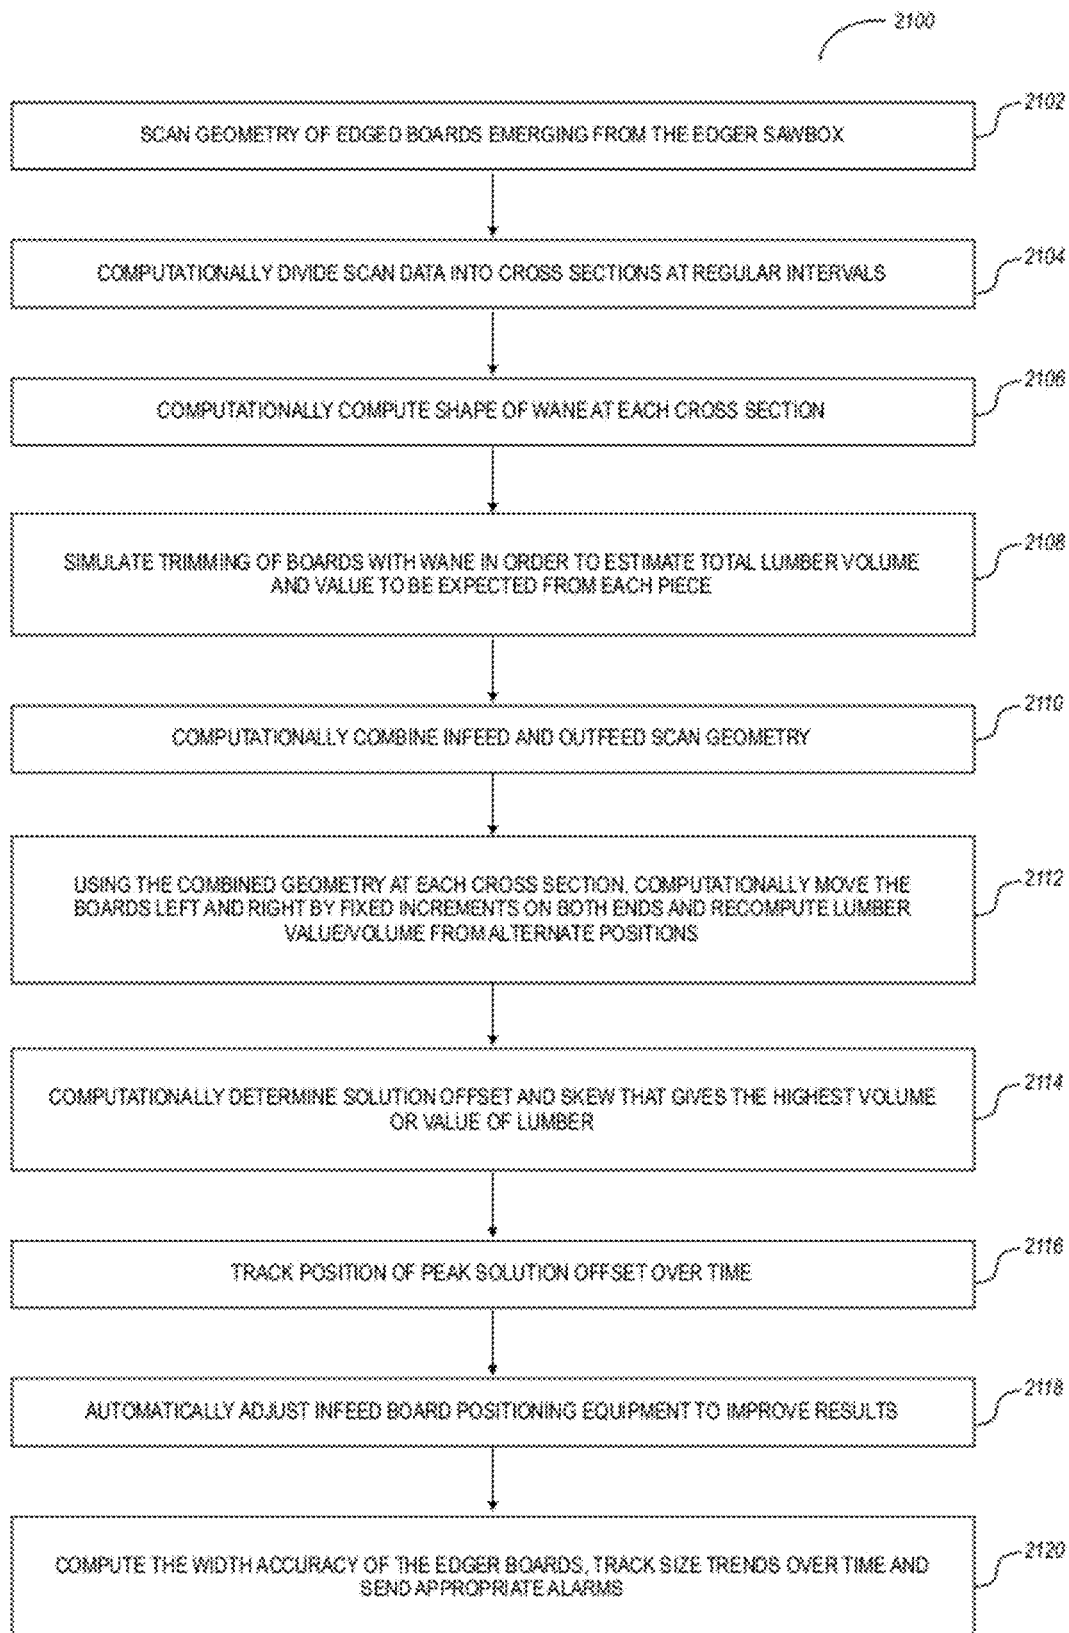 2100
2102
SCAN GEOMETRY OF EDGED BOARDS EMERGING FROM THE EDGER SAWBOX
2104
COMPUTATIONALLY DIVIDE SCAN DATA INTO CROSS SECTIONS AT REGULAR INTERVALS
2106
COMPUTATIONALLY COMPUTE SHAPE OF WANE AT EACH CROSS SECTION
2108
SIMULATE TRIMMING OF BOARDS WITH WANE IN ORDER TO ESTIMATE TOTAL LUMBER VOLUME
AND VALUE TO BE EXPECTED FROM EACH PIECE
2110
COMPUTATIONALLY COMBINE INFEED AND OUTFEED SCAN GEOMETRY
2112
USING THE COMBINED GEOMETRY AT EACH CROSS SECTION, COMPUTATIONALLY MOVE THE
BOARDS LEFT AND RIGHT BY FIXED INCREMENTS ON BOTH ENDS AND RECOMPUTE LUMBER
VALUE/VOLUME FROM ALTERNATE POSITIONS
2114
COMPUTATIONALLY DETERMINE SOLUTION OFFSET AND SKEW THAT GIVES THE HIGHEST VOLUME
OR VALUE OF LUMBER
2116
TRACK POSITION OF PEAK SOLUTION OFFSET OVER TIME
2118
AUTOMATICALLY ADJUST INFEED BOARD POSITIONING EQUIPMENT TO IMPROVE RESULTS
2120
COMPUTE THE WIDTH ACCURACY OF THE EDGER BOARDS, TRACK SIZE TRENDS OVER TIME AND
SEND APPROPRIATE ALARMS